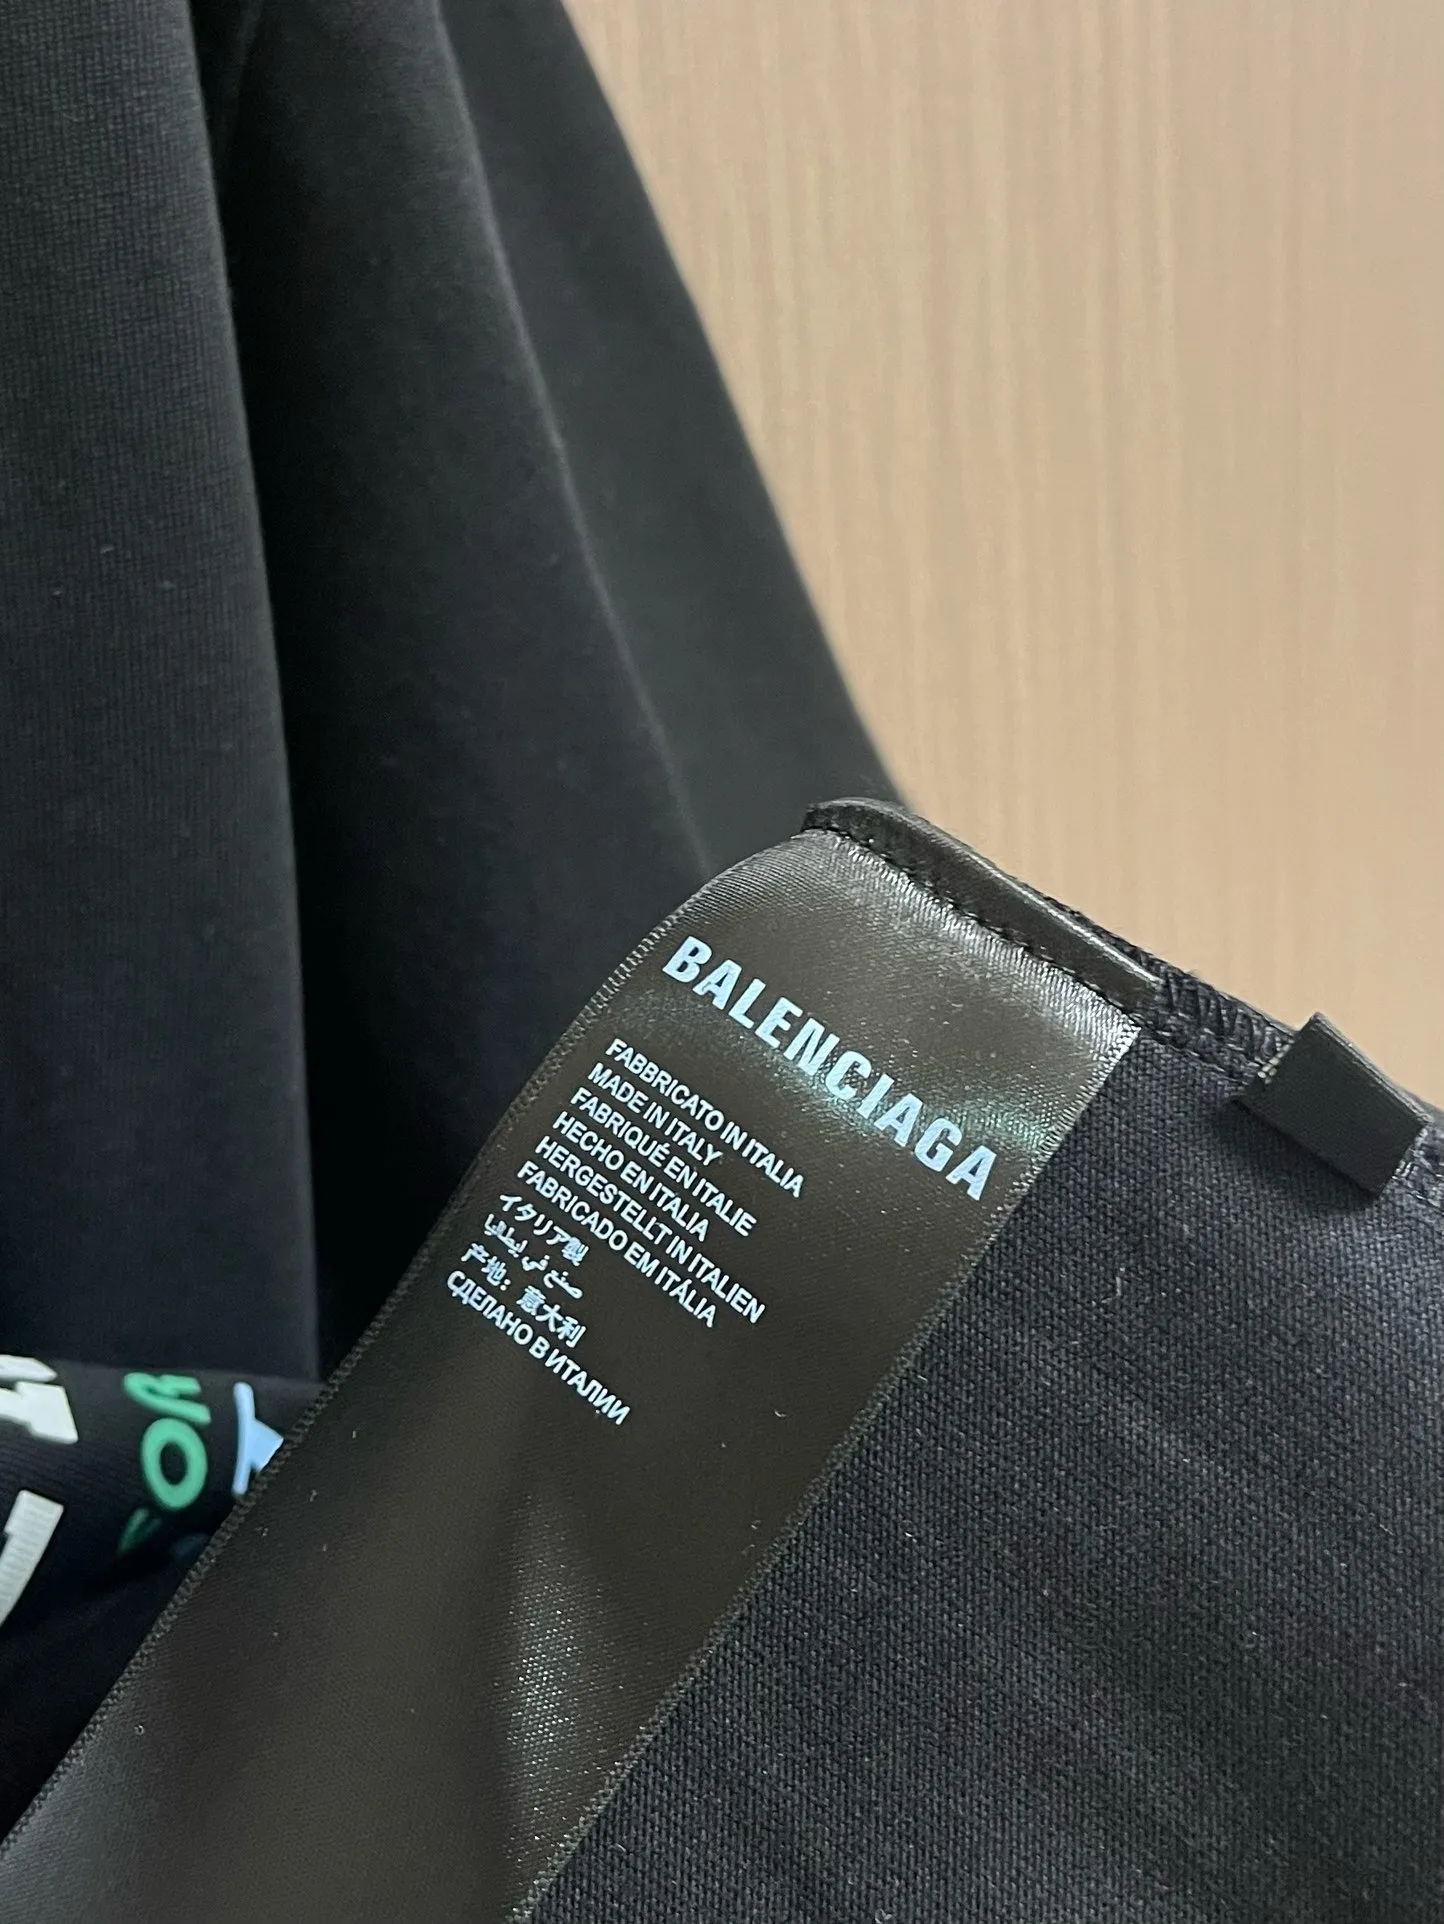 BALENCIAGA
FABBRICATO IN ITALIA
MADE IN ITALY
FABRIQUÉ EN ITALIE
HECHO EN ITALIA
HERGESTELLT IN ITALIEN
FABRICADO EM ITÁLIA
イタリア製
صنع في إيطاليا
产地：意大利
СДЕЛАНО В ИТАЛИИ